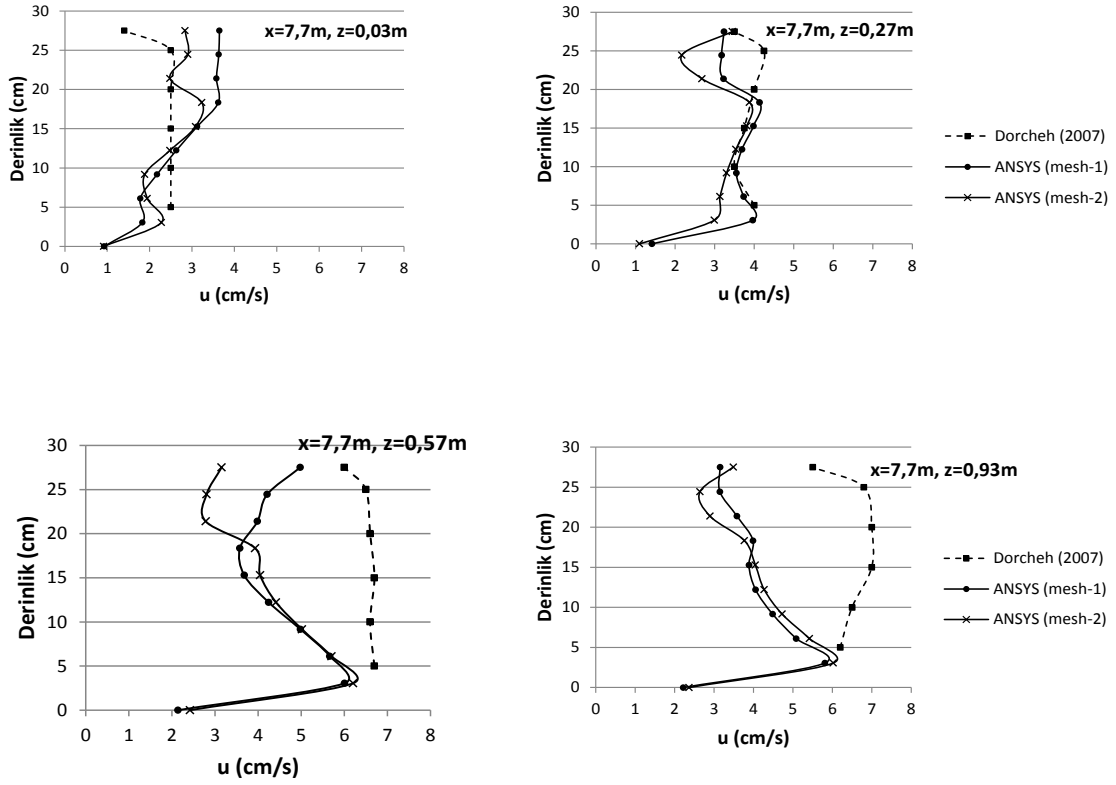 x=7,7m, z=0,03m
Derinlik (cm)
30
25
20
15
10
5
0
0 1 2 3 4 5 6 7 8
u (cm/s)
x=7,7m, z=0,27m
Derinlik (cm)
30
25
20
15
10
5
0
0 1 2 3 4 5 6 7 8
u (cm/s)
Dorcheh (2007)
ANSYS (mesh-1)
ANSYS (mesh-2)
x=7,7m, z=0,57m
Derinlik (cm)
30
25
20
15
10
5
0
0 1 2 3 4 5 6 7 8
u (cm/s)
x=7,7m, z=0,93m
Derinlik (cm)
30
25
20
15
10
5
0
0 1 2 3 4 5 6 7 8
u (cm/s)
Dorcheh (2007)
ANSYS (mesh-1)
ANSYS (mesh-2)